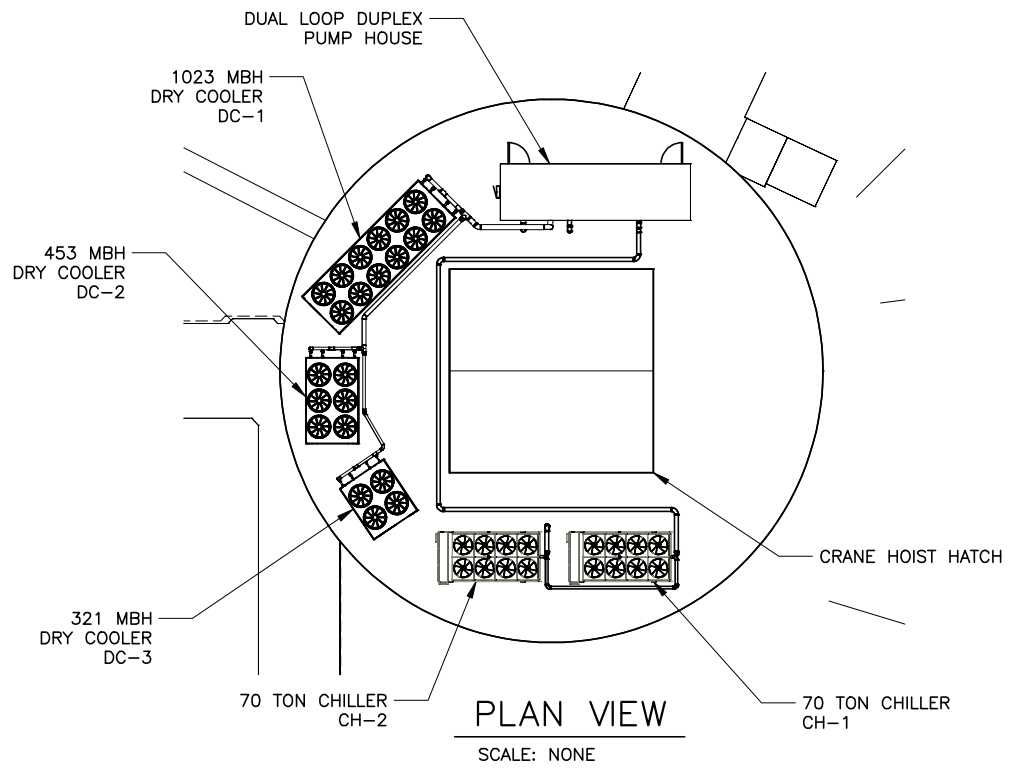 DUAL LOOP DUPLEX
PUMP HOUSE
1023 MBH
DRY COOLER
DC-1
453 MBH
DRY COOLER
DC-2
CRANE HOIST HATCH
321 MBH
DRY COOLER
DC-3
70 TON CHILLER
CH-2
70 TON CHILLER
CH-1
PLAN VIEW
SCALE: NONE